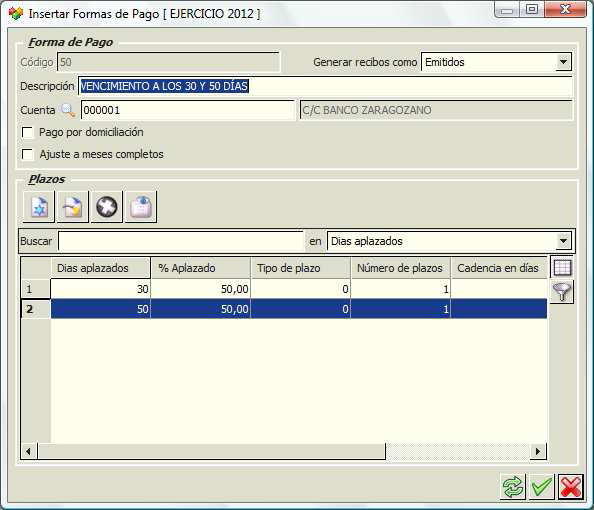 Insertar Formas de Pago [ EJERCICIO 2012 ]
Forma de Pago
Código 50 Generar recibos como Emitidos
Descripción VENCIMIENTO A LOS 30 Y 50 DÍAS
Cuenta 000001 C/C BANCO ZARAGOZANO
Pago por domiciliación
Ajuste a meses completos
Plazos
Buscar en Dias aplazados
Dias aplazados % Aplazado Tipo de plazo Número de plazos Cadencia en días
1 30 50,00 0 1
2 50 50,00 0 1